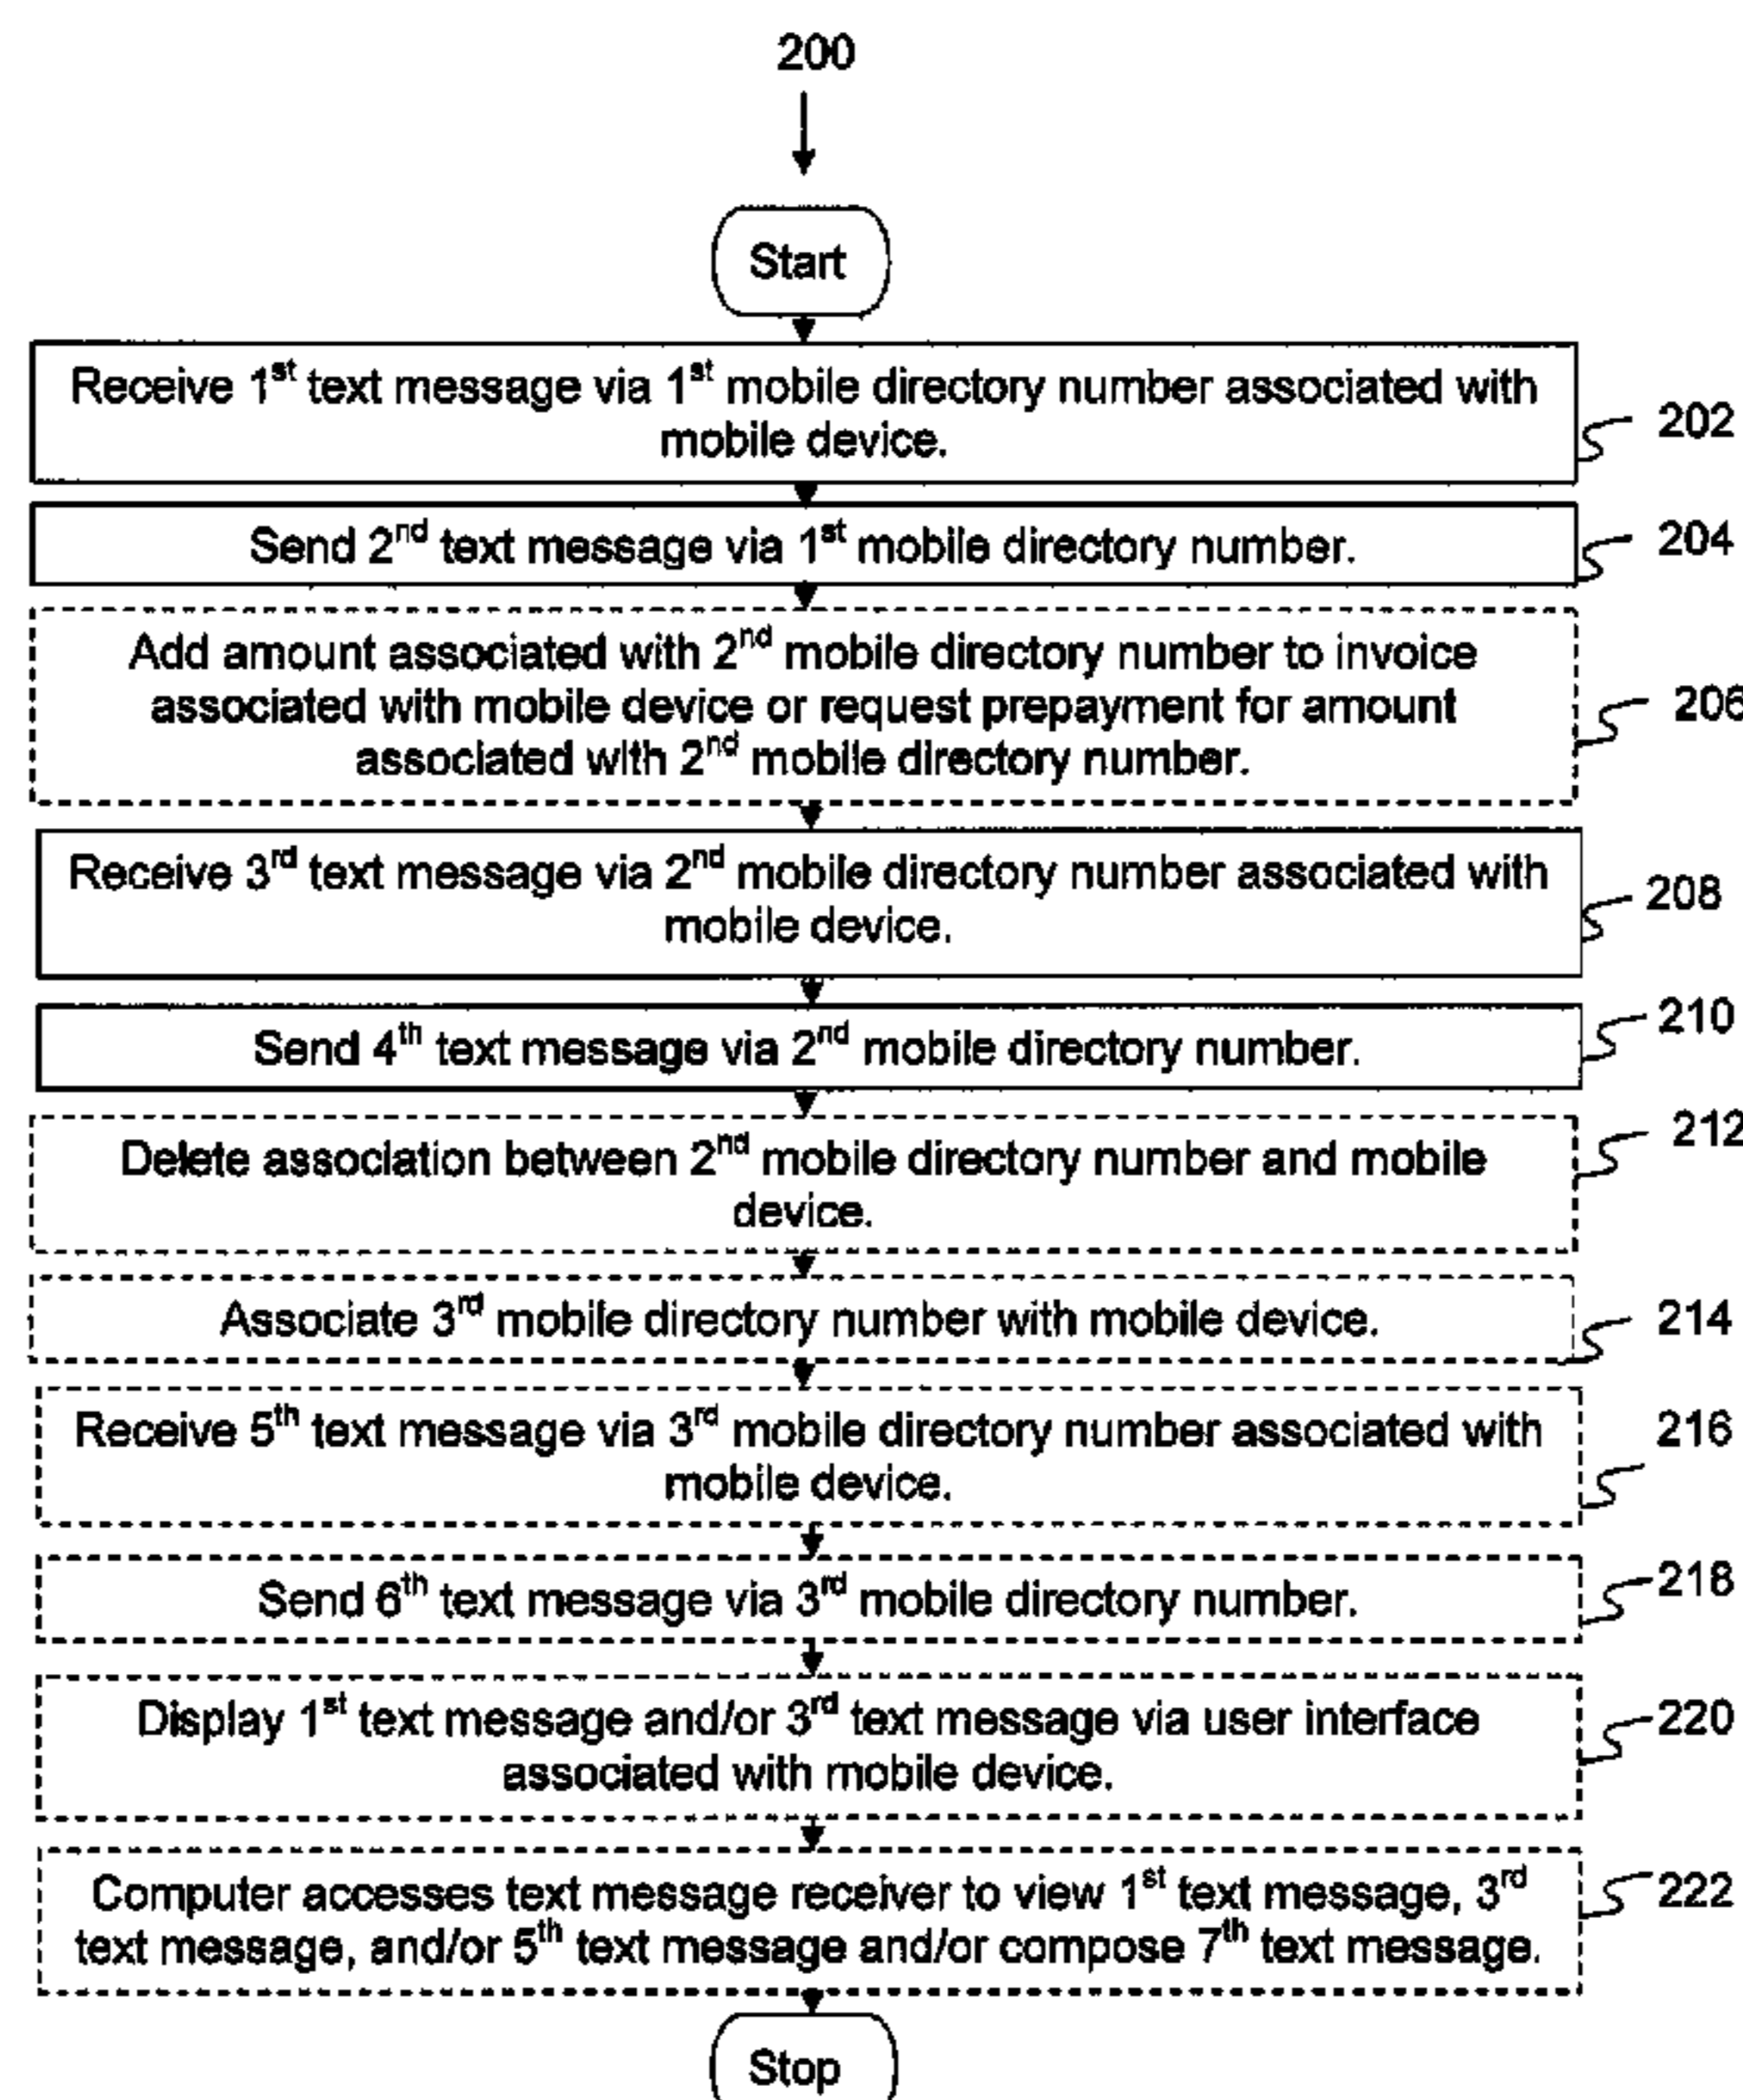 200
Start
Receive 1st text message via 1st mobile directory number associated with
mobile device.
202
Send 2nd text message via 1st mobile directory number.
204
Add amount associated with 2nd mobile directory number to invoice
associated with mobile device or request prepayment for amount
associated with 2nd mobile directory number.
206
Receive 3rd text message via 2nd mobile directory number associated with
mobile device.
208
Send 4th text message via 2nd mobile directory number.
210
Delete association between 2nd mobile directory number and mobile
device.
212
Associate 3rd mobile directory number with mobile device.
214
Receive 5th text message via 3rd mobile directory number associated with
mobile device.
216
Send 6th text message via 3rd mobile directory number.
218
Display 1st text message and/or 3rd text message via user interface
associated with mobile device.
220
Computer accesses text message receiver to view 1st text message, 3rd
text message, and/or 5th text message and/or compose 7th text message.
222
Stop